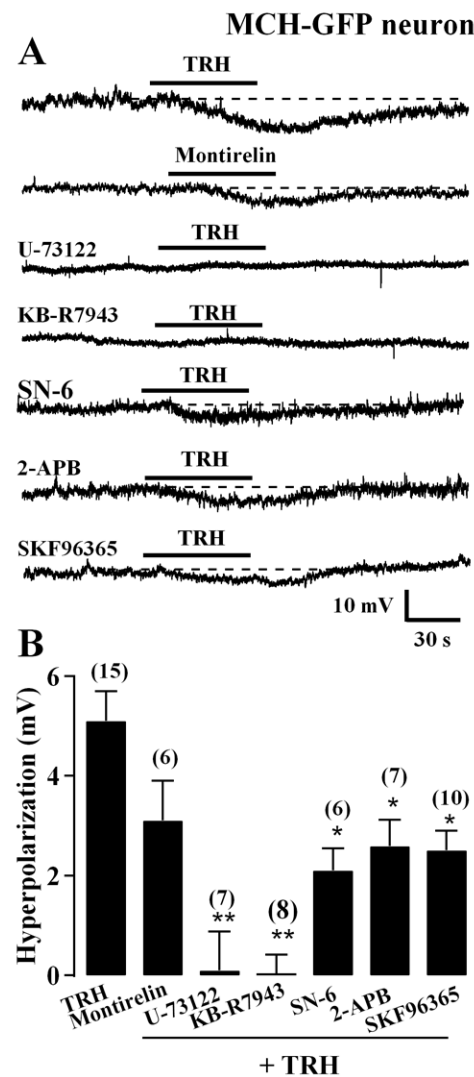 MCH-GFP neuron
A
TRH
Montirelin
U-73122
TRH
KB-R7943
TRH
SN-6
TRH
2-APB
TRH
SKF96365
TRH
10 mV
30 s
B
Hyperpolarization (mV)
6
4
2
0
(15)
(6)
(7)
**
(8)
**
(6)
*
(7)
*
(10)
*
TRH
Montirelin
U-73122
KB-R7943
SN-6
2-APB
SKF96365
+ TRH